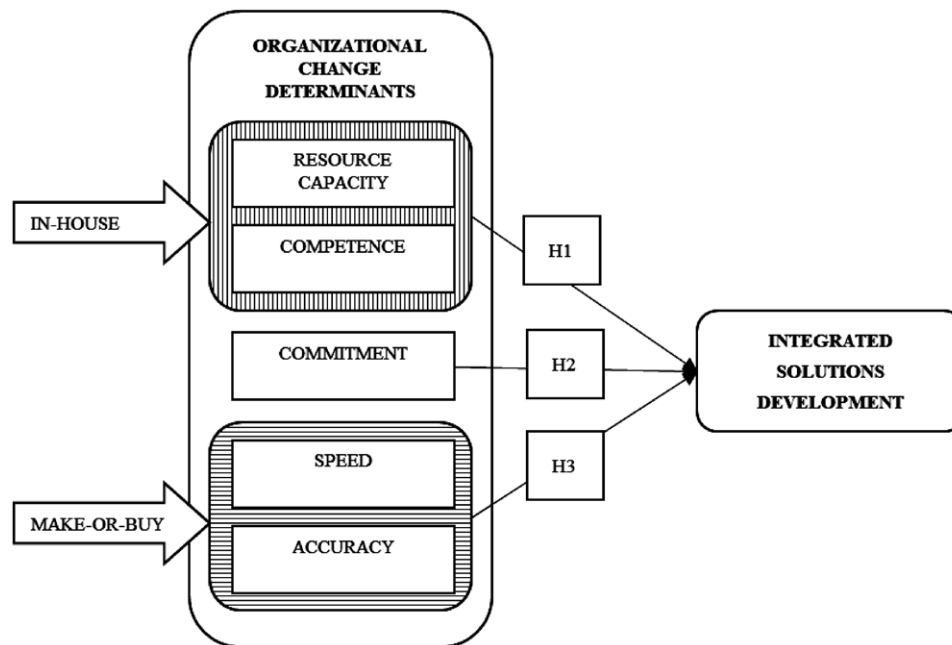 ORGANIZATIONAL
CHANGE
DETERMINANTS
RESOURCE
CAPACITY
IN-HOUSE
COMPETENCE
H1
COMMITMENT
H2
INTEGRATED
SOLUTIONS
DEVELOPMENT
SPEED
H3
MAKE-OR-BUY
ACCURACY